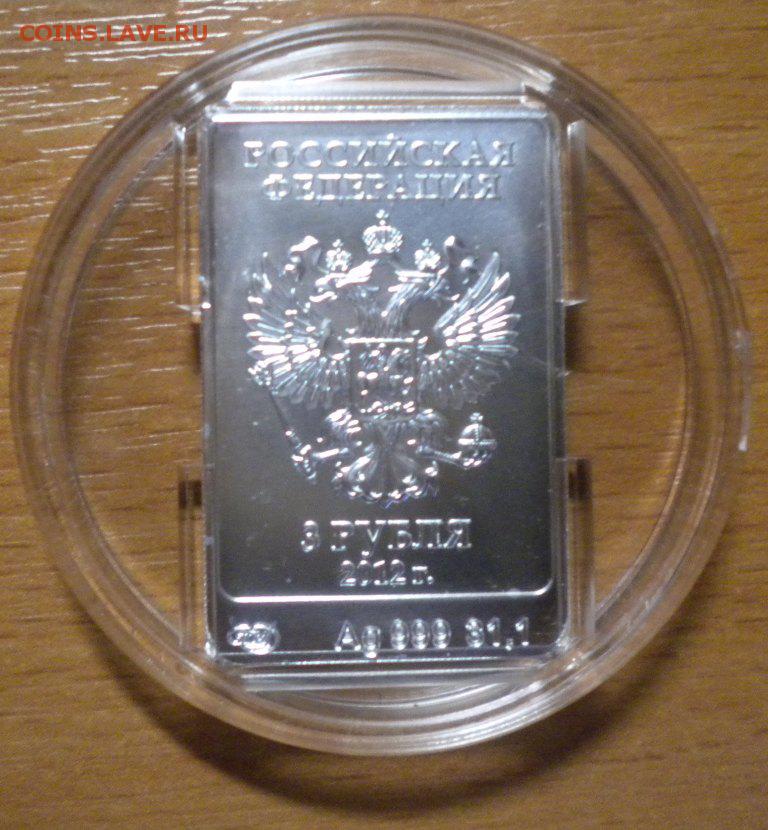 COINS.LAVE.RU
РОССИЙСКАЯ
ФЕДЕРАЦИЯ
3 РУБЛЯ
2012 г.
Ag 999 31,1